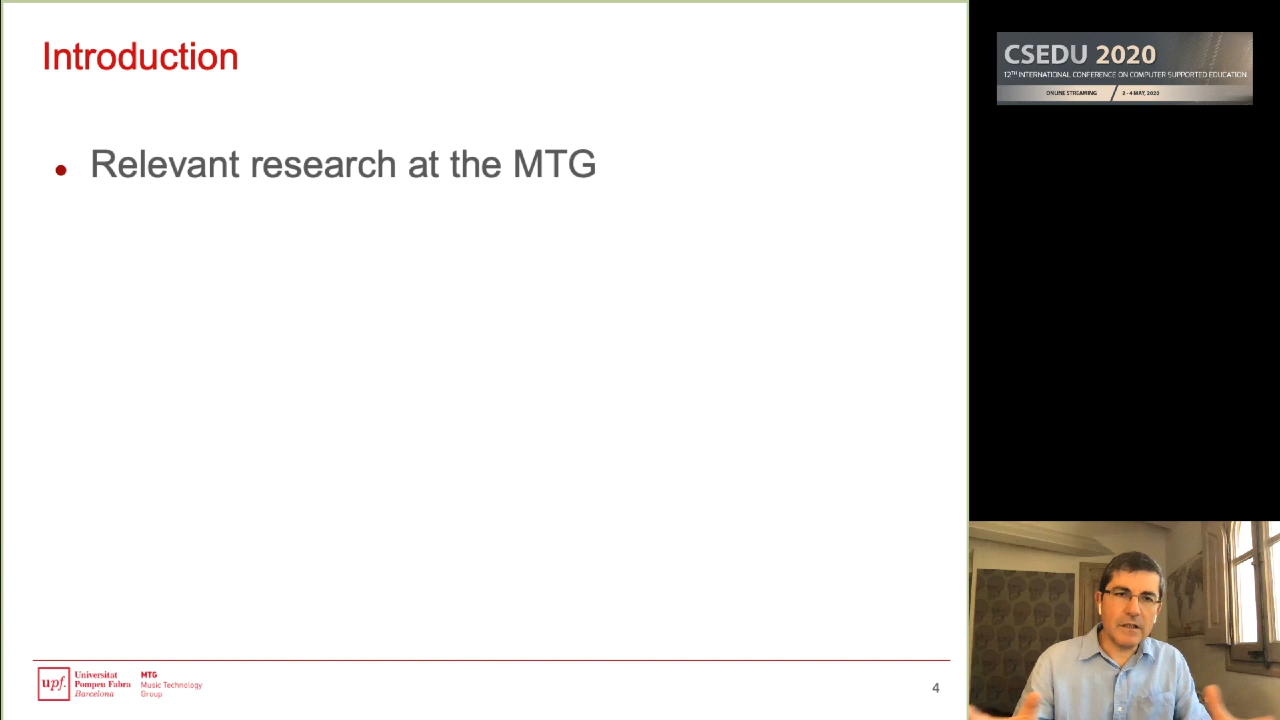 Introduction
• Relevant research at the MTG
CSEDU 2020
12TH INTERNATIONAL CONFERENCE ON COMPUTER SUPPORTED EDUCATION
ONLINE STREAMING / 2 - 4 MAY, 2020
upf.
Universitat
Pompeu Fabra
Barcelona
MTG
Music Technology
Group
4